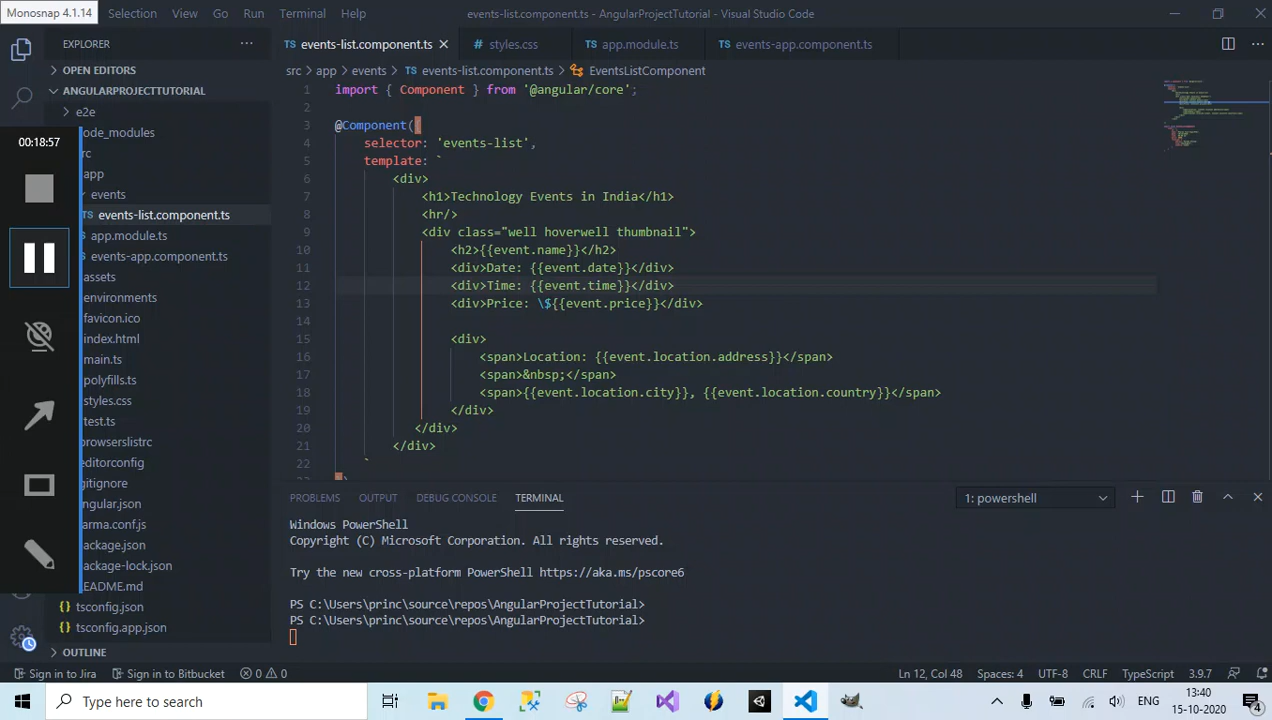 Monosnap 4.1.14
Selection View Go Run Terminal Help
events-list.component.ts - AngularProjectTutorial - Visual Studio Code
EXPLORER
TS events-list.component.ts
# styles.css
TS app.module.ts
TS events-app.component.ts
OPEN EDITORS
ANGULARPROJECTTUTORIAL
e2e
ode_modules
rc
app
events
TS events-list.component.ts
app.module.ts
events-app.component.ts
assets
environments
favicon.ico
index.html
main.ts
polyfills.ts
styles.css
test.ts
browserslistrc
editorconfig
gitignore
ngular.json
arma.conf.js
ackage.json
ackage-lock.json
EADME.md
{} tsconfig.json
{} tsconfig.app.json
OUTLINE
00:18:57
src > app > events > TS events-list.component.ts > EventsListComponent
1 import { Component } from '@angular/core';
2
3 @Component({
4 selector: 'events-list',
5 template: `
6 <div>
7 <h1>Technology Events in India</h1>
8 <hr/>
9 <div class="well hoverwell thumbnail">
10 <h2>{{event.name}}</h2>
11 <div>Date: {{event.date}}</div>
12 <div>Time: {{event.time}}</div>
13 <div>Price: \${{event.price}}</div>
14
15 <div>
16 <span>Location: {{event.location.address}}</span>
17 <span>&nbsp;</span>
18 <span>{{event.location.city}}, {{event.location.country}}</span>
19 </div>
20 </div>
21 </div>
22 `
PROBLEMS OUTPUT DEBUG CONSOLE TERMINAL
1: powershell
Windows PowerShell
Copyright (C) Microsoft Corporation. All rights reserved.
Try the new cross-platform PowerShell https://aka.ms/pscore6
PS C:\Users\princ\source\repos\AngularProjectTutorial>
PS C:\Users\princ\source\repos\AngularProjectTutorial>
Sign in to Jira Sign in to Bitbucket 0 0
Ln 12, Col 48 Spaces: 4 UTF-8 CRLF TypeScript 3.9.7
Type here to search
ENG
13:40
15-10-2020
4